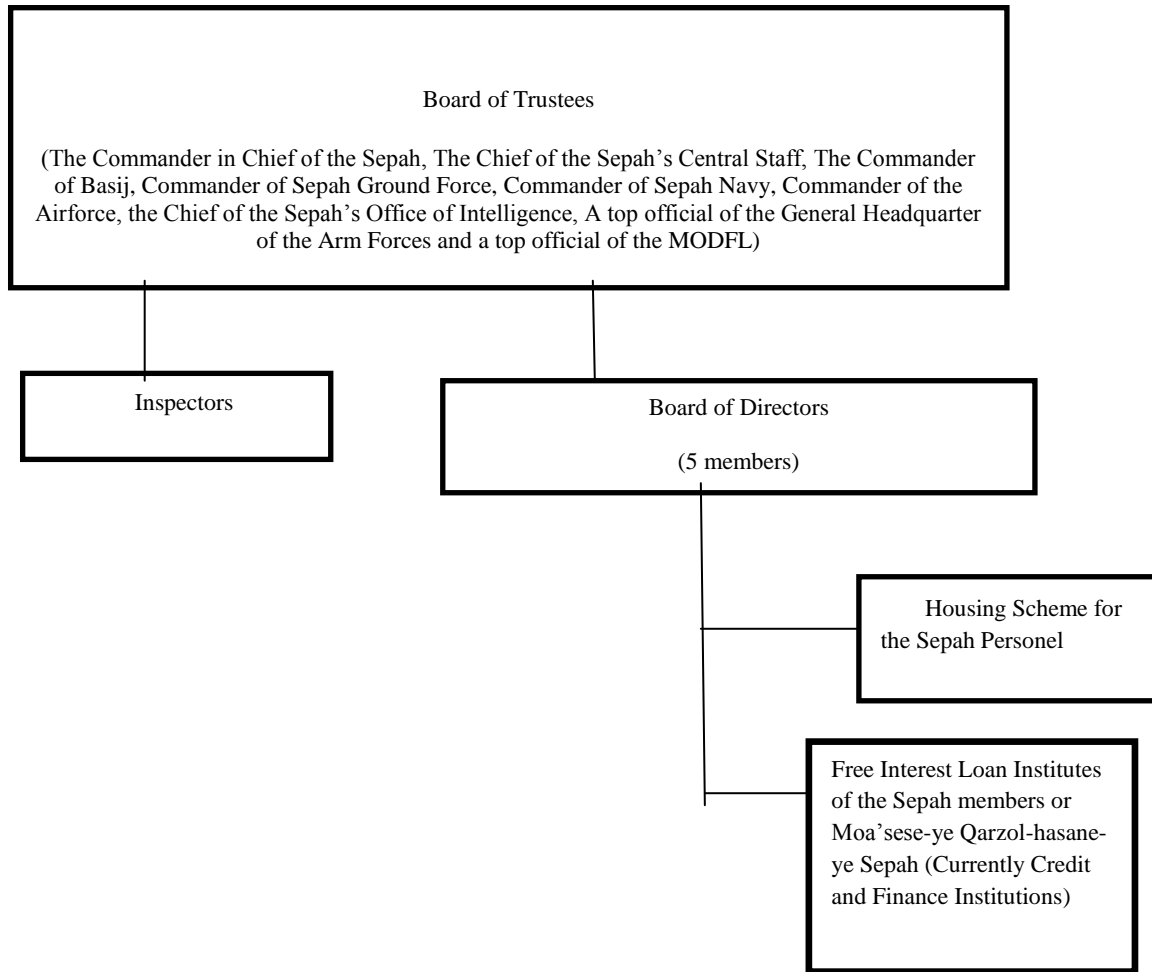 Board of Trustees
(The Commander in Chief of the Sepah, The Chief of the Sepah’s Central Staff, The Commander
of Basij, Commander of Sepah Ground Force, Commander of Sepah Navy, Commander of the
Airforce, the Chief of the Sepah’s Office of Intelligence, A top official of the General Headquarter
of the Arm Forces and a top official of the MODFL)
Inspectors
Board of Directors
(5 members)
Housing Scheme for
the Sepah Personel
Free Interest Loan Institutes
of the Sepah members or
Moa’sese-ye Qarzol-hasane-
ye Sepah (Currently Credit
and Finance Institutions)